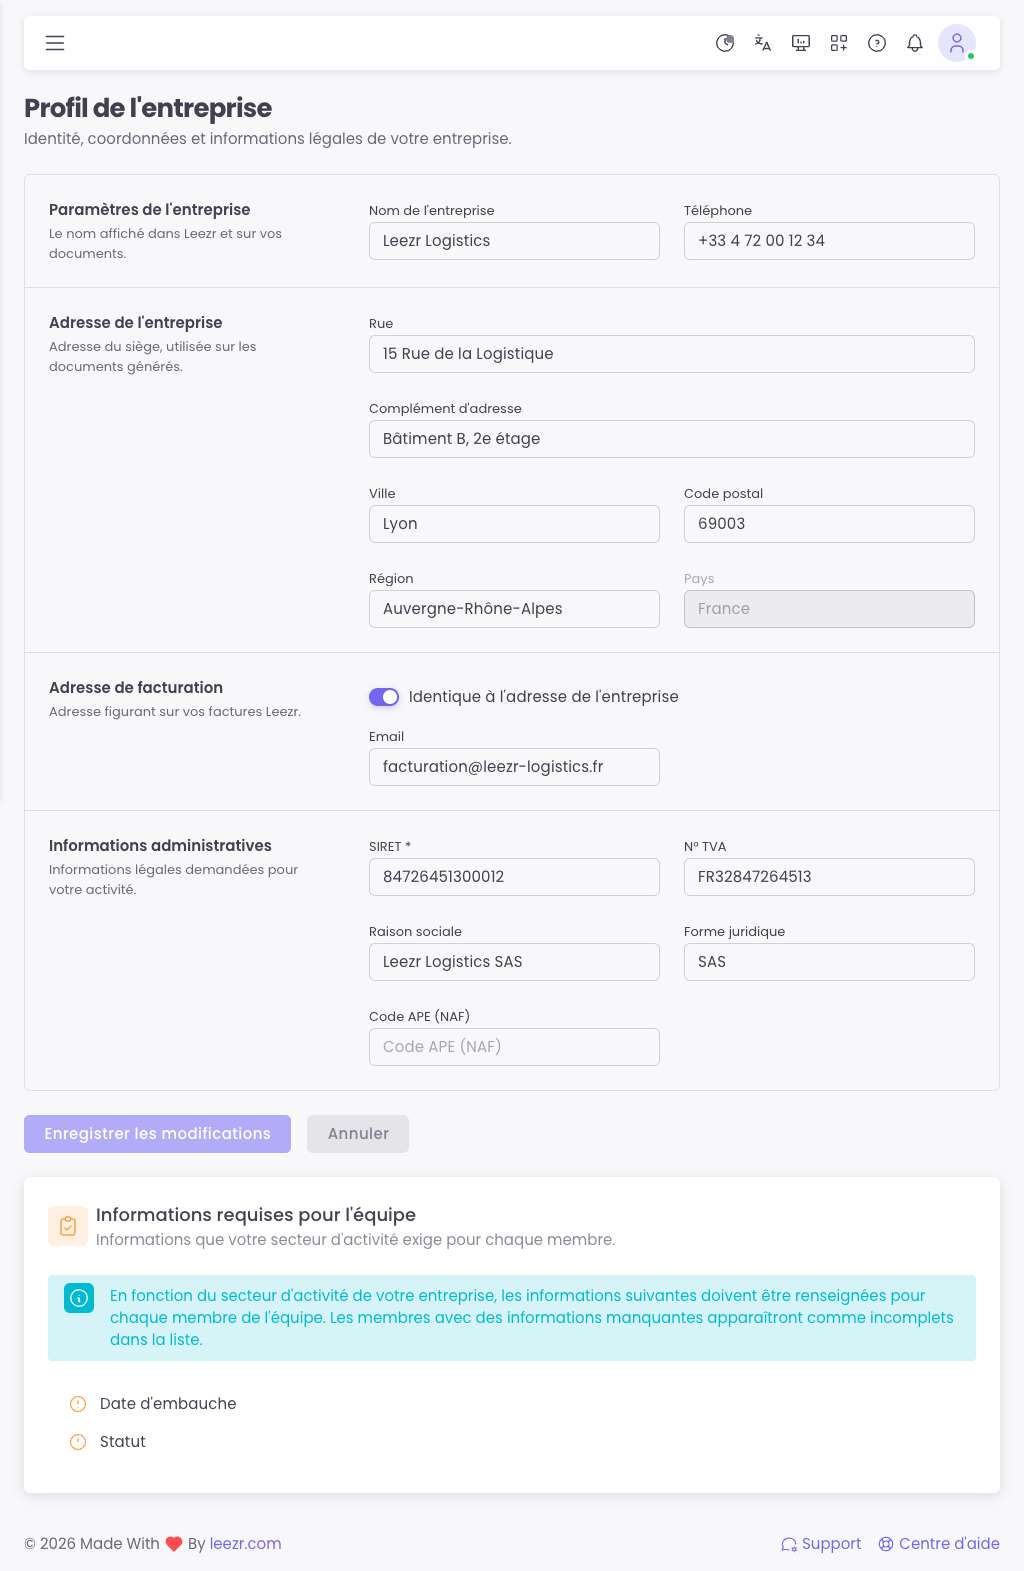 Profil de l'entreprise
Identité, coordonnées et informations légales de votre entreprise.
Paramètres de l'entreprise
Le nom affiché dans Leezr et sur vos
documents.
Nom de l'entreprise
Téléphone
Leezr Logistics
+33 4 72 00 12 34
Adresse de l'entreprise
Adresse du siège, utilisée sur les
documents générés.
Rue
15 Rue de la Logistique
Complément d'adresse
Bâtiment B, 2e étage
Ville
Code postal
Lyon
69003
Région
Pays
Auvergne-Rhône-Alpes
France
Adresse de facturation
Adresse figurant sur vos factures Leezr.
Identique à l'adresse de l'entreprise
Email
facturation@leezr-logistics.fr
Informations administratives
Informations légales demandées pour
votre activité.
SIRET *
N° TVA
84726451300012
FR32847264513
Raison sociale
Forme juridique
Leezr Logistics SAS
SAS
Code APE (NAF)
Code APE (NAF)
Enregistrer les modifications
Annuler
Informations requises pour l'équipe
Informations que votre secteur d'activité exige pour chaque membre.
En fonction du secteur d'activité de votre entreprise, les informations suivantes doivent être renseignées pour
chaque membre de l'équipe. Les membres avec des informations manquantes apparaîtront comme incomplets
dans la liste.
Date d'embauche
Statut
© 2026 Made With By leezr.com
Support
Centre d'aide